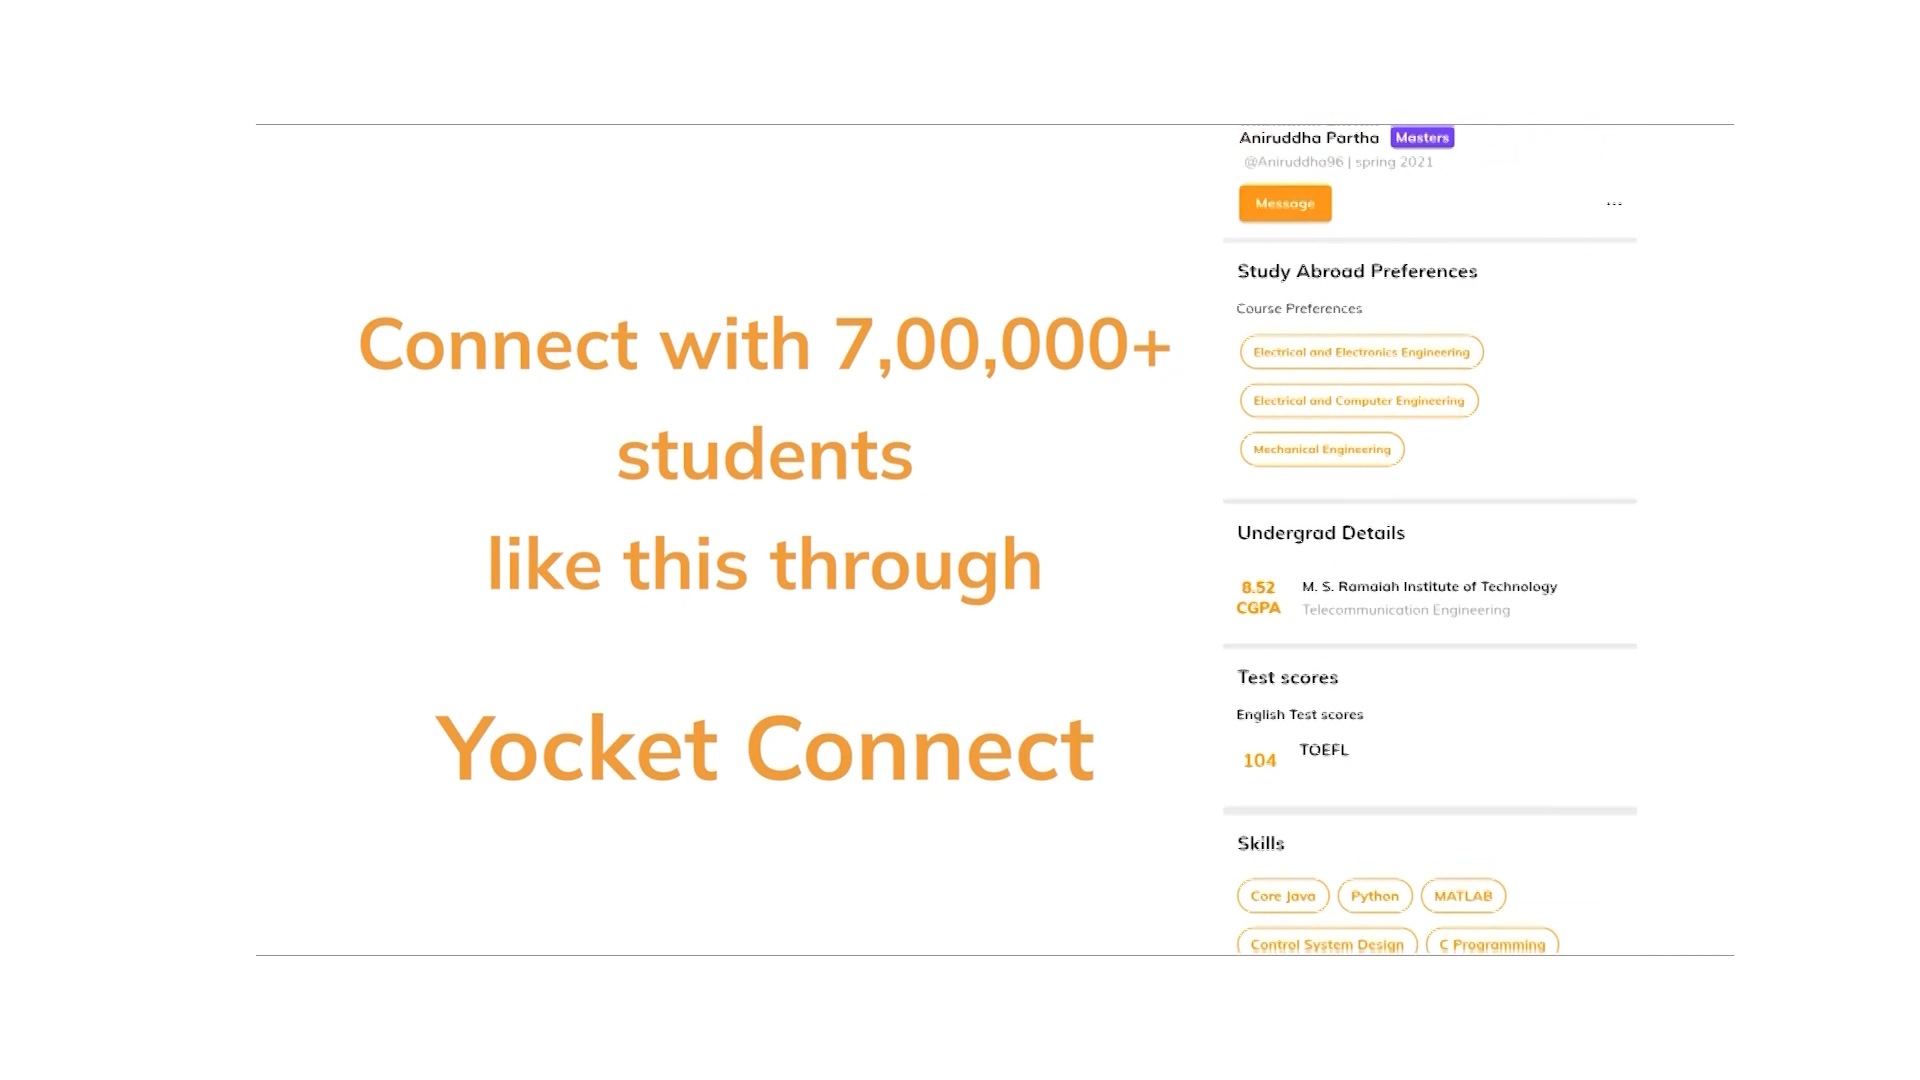 Connect with 7,00,000+
students
like this through
Yocket Connect
Aniruddha Partha Masters
@Aniruddha96 | spring 2021
Message ...
Study Abroad Preferences
Course Preferences
Electrical and Electronics Engineering
Electrical and Computer Engineering
Mechanical Engineering
Undergrad Details
8.52 M. S. Ramaiah Institute of Technology
CGPA Telecommunication Engineering
Test scores
English Test scores
104 TOEFL
Skills
Core Java Python MATLAB
Control System Design C Programming